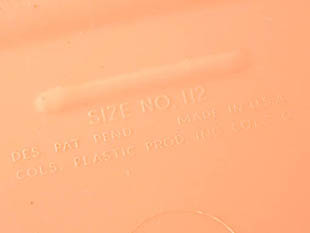 SIZE NO. 112
DES. PAT. PEND. MADE IN U.S.A.
COLS. PLASTIC PROD. INC. COLS. O.